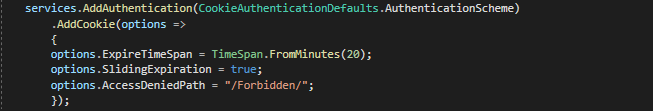 services.AddAuthentication(CookieAuthenticationDefaults.AuthenticationScheme)
.AddCookie(options =>
{
options.ExpireTimeSpan = TimeSpan.FromMinutes(20);
options.SlidingExpiration = true;
options.AccessDeniedPath = "/Forbidden/";
});